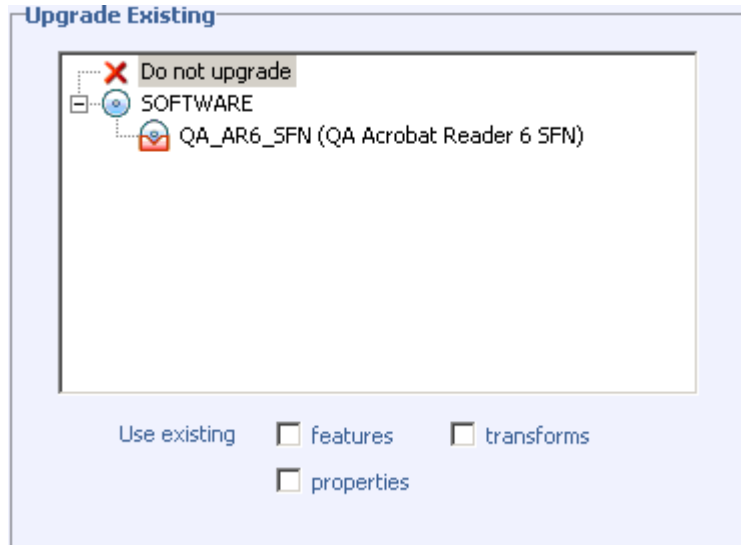 Upgrade Existing
Do not upgrade
SOFTWARE
QA_AR6_SFN (QA Acrobat Reader 6 SFN)
Use existing features transforms
properties